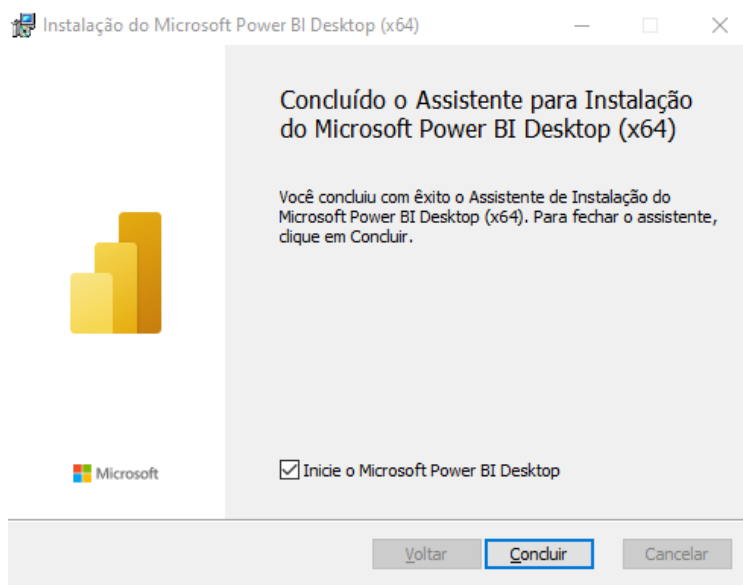 Instalação do Microsoft Power BI Desktop (x64)
Concluído o Assistente para Instalação
do Microsoft Power BI Desktop (x64)
Você concluiu com êxito o Assistente de Instalação do
Microsoft Power BI Desktop (x64). Para fechar o assistente,
clique em Concluir.
Microsoft
Inicie o Microsoft Power BI Desktop
Voltar
Concluir
Cancelar